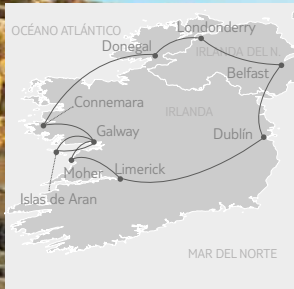 OCÉANO ATLÁNTICO
Londonderry
Donegal
IRLANDA DEL N.
Belfast
Connemara
IRLANDA
Galway
Dublín
Moher
Limerick
Islas de Aran
MAR DEL NORTE